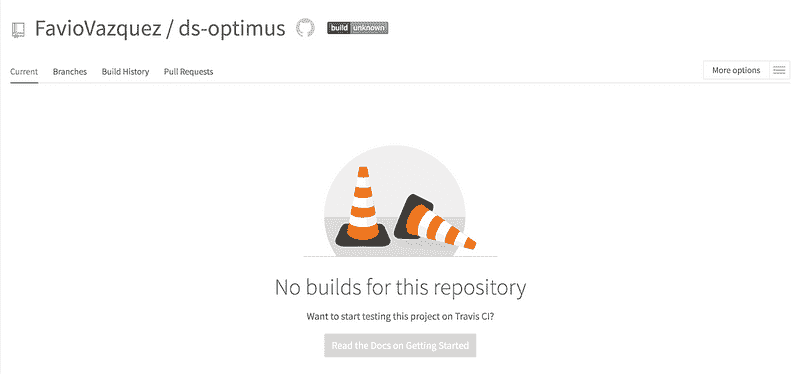 FavioVazquez / ds-optimus build unknown
Current Branches Build History Pull Requests More options
No builds for this repository
Want to start testing this project on Travis CI?
Read the Docs on Getting Started